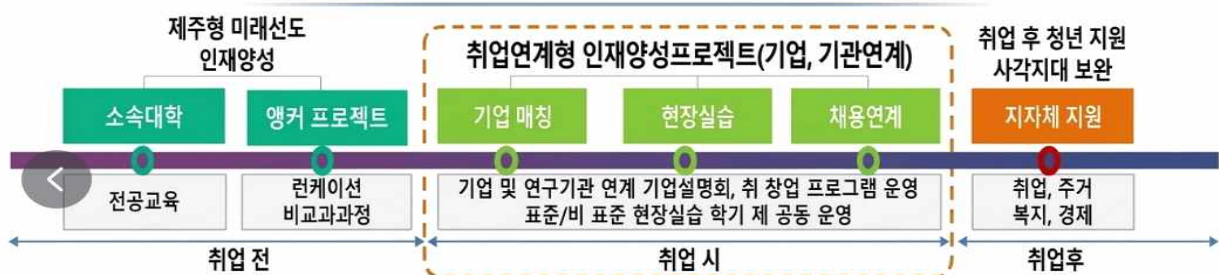 제주형 미래선도
인재양성
취업연계형 인재양성프로젝트(기업, 기관연계)
취업 후 청년 지원
사각지대 보완
소속대학
앵커 프로젝트
기업 매칭
현장실습
채용연계
지자체 지원
전공교육
런케이션
비교과과정
기업 및 연구기관 연계 기업설명회, 취 창업 프로그램 운영
표준/비 표준 현장실습 학기 제 공동 운영
취업, 주거
복지, 경제
취업 전
취업 시
취업후